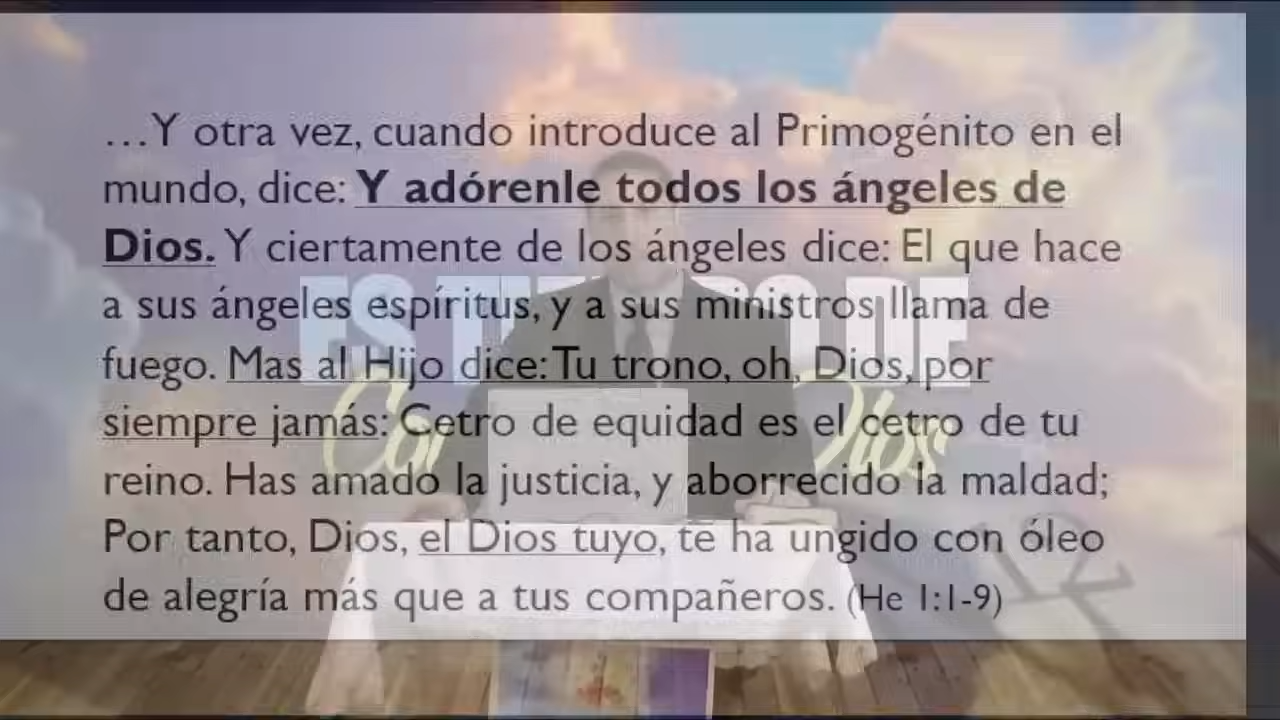 …Y otra vez, cuando introduce al Primogénito en el
mundo, dice: Y adórenle todos los ángeles de
Dios. Y ciertamente de los ángeles dice: El que hace
a sus ángeles espíritus, y a sus ministros llama de
fuego. Mas al Hijo dice: Tu trono, oh, Dios, por
siempre jamás: Cetro de equidad es el cetro de tu
reino. Has amado la justicia, y aborrecido la maldad;
Por tanto, Dios, el Dios tuyo, te ha ungido con óleo
de alegría más que a tus compañeros. (He 1:1-9)
ES DE
Dios
12